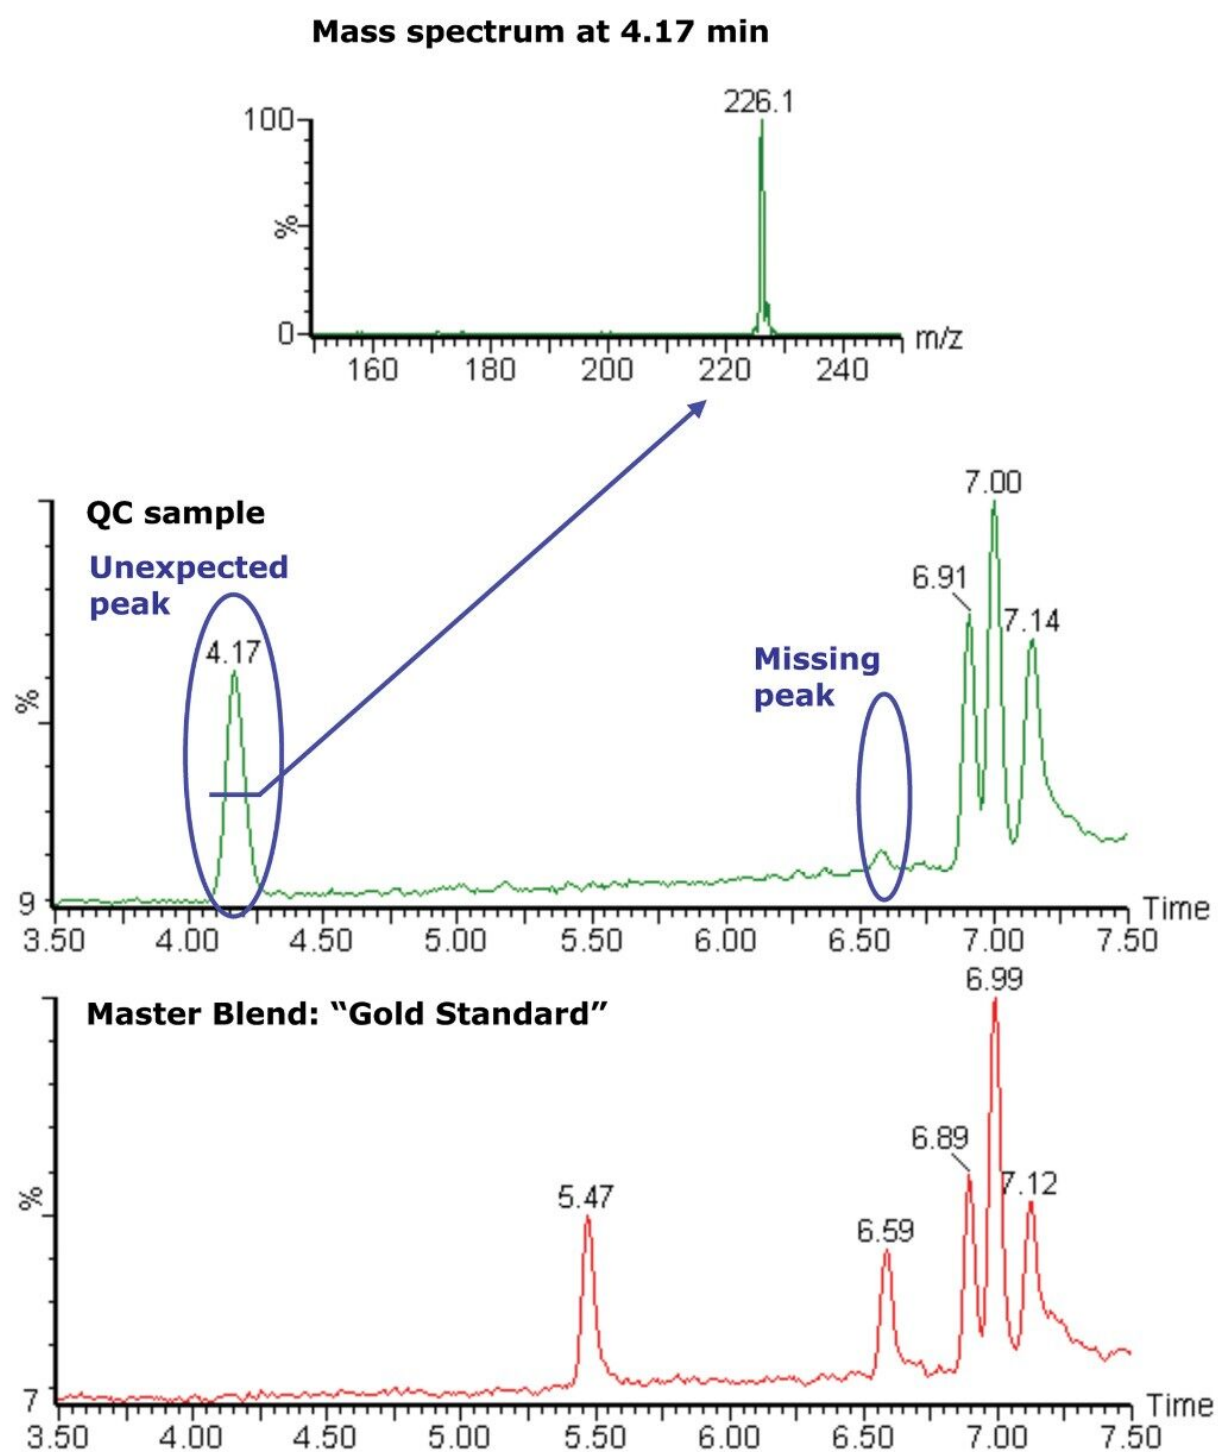 Mass spectrum at 4.17 min
226.1
100
%
0
m/z
160 180 200 220 240
QC sample
Unexpected
peak
4.17
Missing
peak
6.91
7.00
7.14
%
9
Time
3.50 4.00 4.50 5.00 5.50 6.00 6.50 7.00 7.50
Master Blend: “Gold Standard”
5.47
6.59
6.89
6.99
7.12
%
7
Time
3.50 4.00 4.50 5.00 5.50 6.00 6.50 7.00 7.50